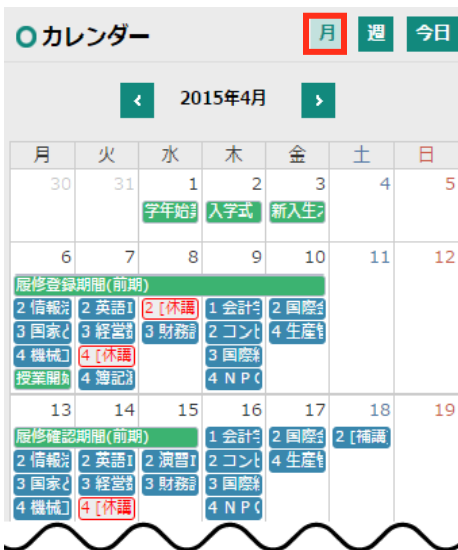 カレンダー 月 週 今日
2015年4月
月 火 水 木 金 土 日
30 31 1 2 3 4 5
学年始 入学式 新入生
6 7 8 9 10 11 12
履修登録期間(前期)
2 情報 2 英語I 2 [休講 1 会計学 2 国際
3 国家 3 経営 3 財務 2 コン 4 生産
4 機械 4 [休講 3 国際
授業開 4 簿記 4 NPO
13 14 15 16 17 18 19
履修確認期間(前期) 1 会計学 2 国際 2 [補講
2 情報 2 英語I 2 演習I 2 コン 4 生産
3 国家 3 経営 3 財務 3 国際
4 機械 4 [休講 4 NPO